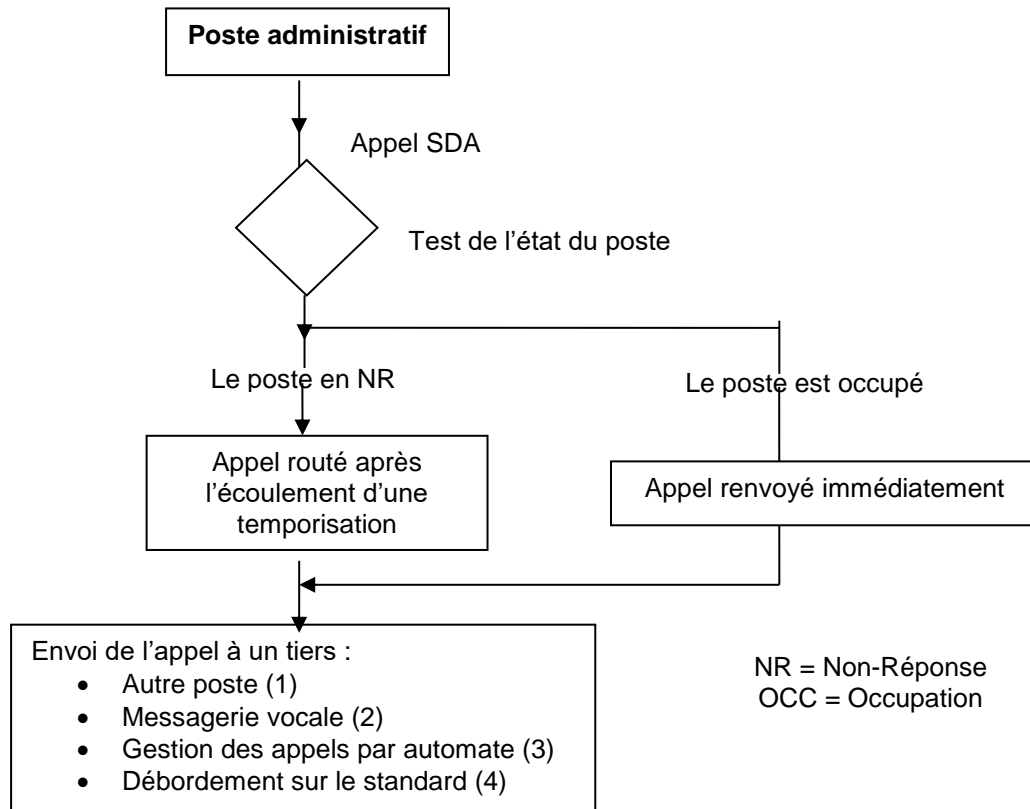 Poste administratif
Appel SDA
Test de l’état du poste
Le poste en NR
Le poste est occupé
Appel routé après
l’écoulement d’une
temporisation
Appel renvoyé immédiatement
Envoi de l’appel à un tiers :
• Autre poste (1)
• Messagerie vocale (2)
• Gestion des appels par automate (3)
• Débordement sur le standard (4)
NR = Non-Réponse
OCC = Occupation